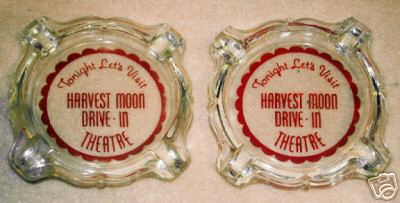 Tonight Let's Visit
HARVEST MOON
DRIVE-IN
THEATRE
Tonight Let's Visit
HARVEST MOON
DRIVE-IN
THEATRE